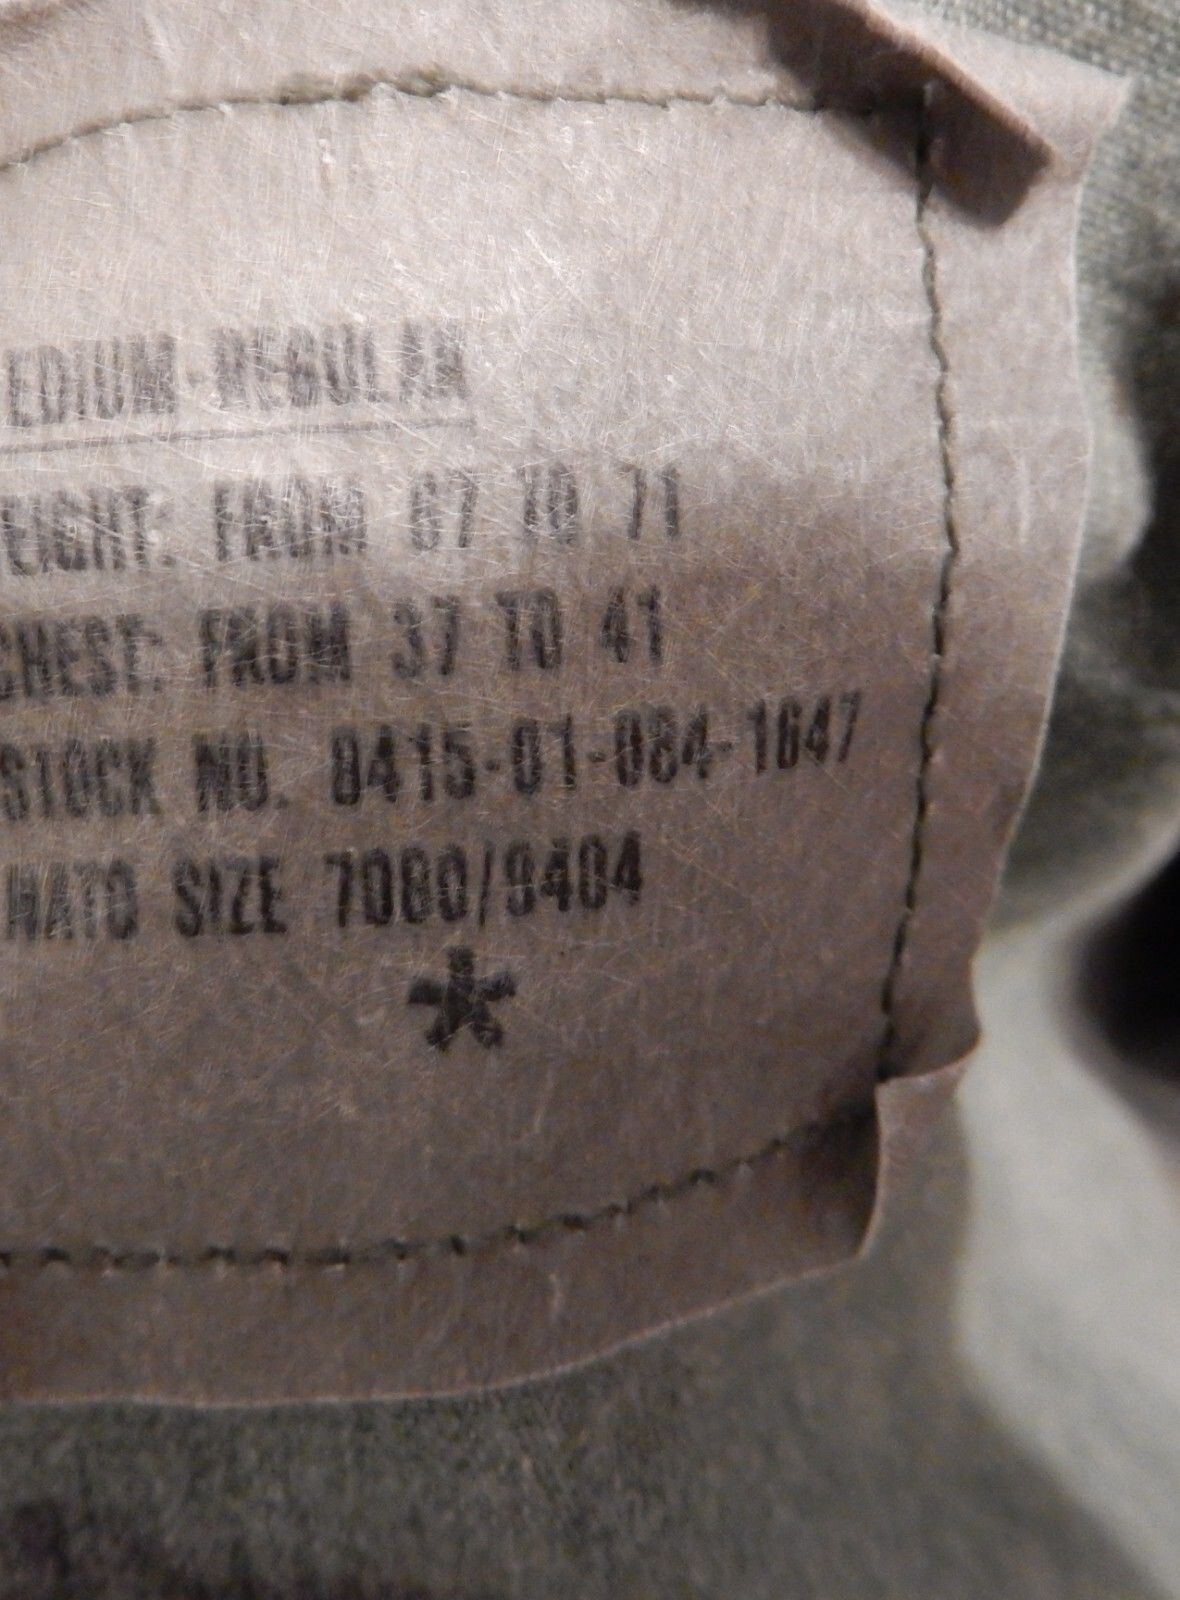 EDIUM-REGULAR
EIGHT: FROM 67 TO 71
CHEST: FROM 37 TO 41
STOCK NO. 8415-01-084-1647
NATO SIZE 7080/9404
*